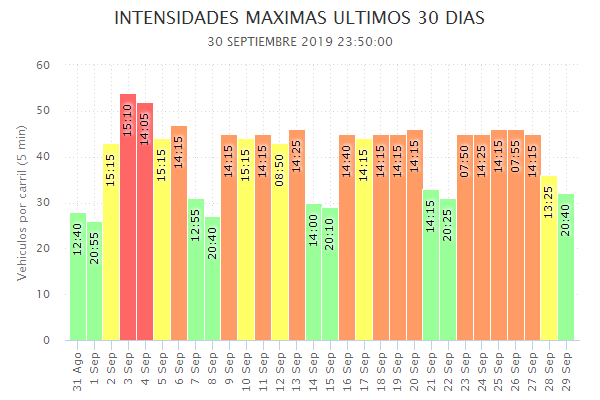 INTENSIDADES MAXIMAS ULTIMOS 30 DIAS
30 SEPTIEMBRE 2019 23:50:00
Vehiculos por carril (5 min)
60
50
40
30
20
10
0
12:40
20:55
15:15
15:10
14:05
15:15
14:15
12:55
20:40
14:15
15:15
14:15
08:50
14:25
14:00
20:10
14:40
14:15
14:15
14:15
14:15
14:15
20:25
07:50
14:25
14:15
07:55
14:15
13:25
20:40
31 Ago
1 Sep
2 Sep
3 Sep
4 Sep
5 Sep
6 Sep
7 Sep
8 Sep
9 Sep
10 Sep
11 Sep
12 Sep
13 Sep
14 Sep
15 Sep
16 Sep
17 Sep
18 Sep
19 Sep
20 Sep
21 Sep
22 Sep
23 Sep
24 Sep
25 Sep
26 Sep
27 Sep
28 Sep
29 Sep